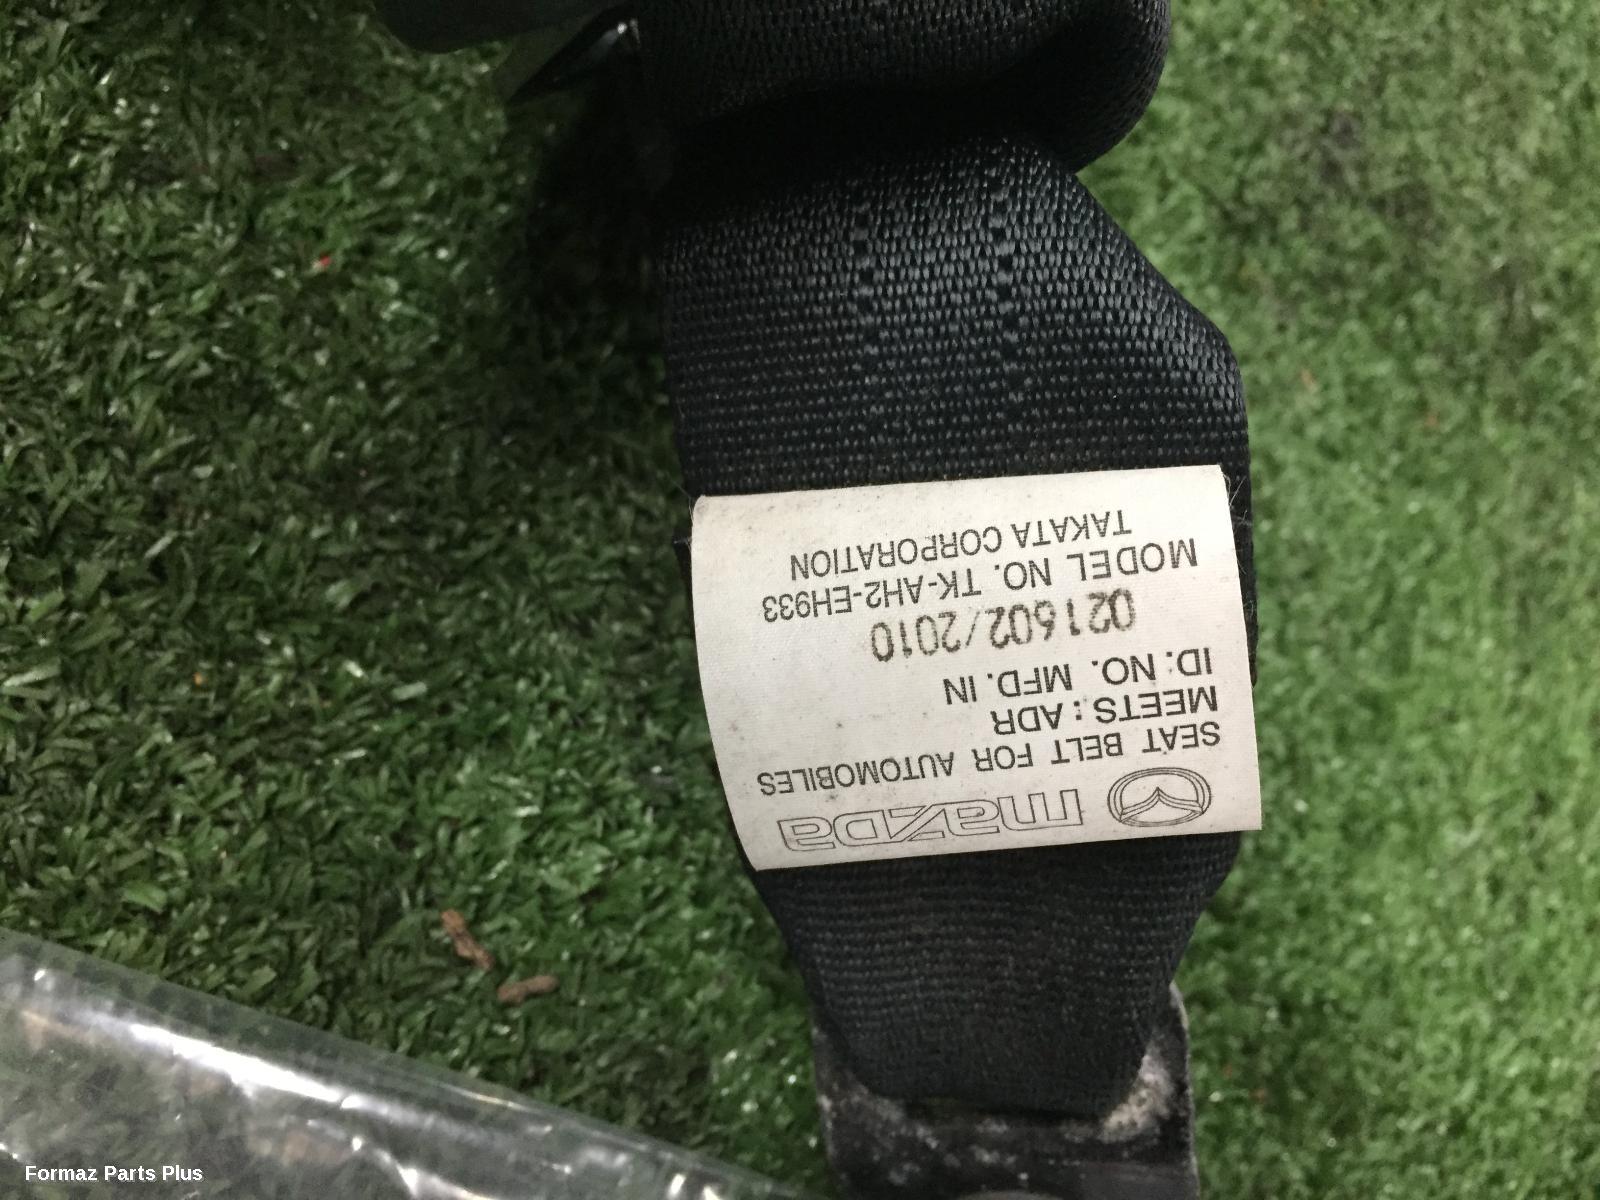 mazda
SEAT BELT FOR AUTOMOBILES
MEETS : ADR
ID. NO. MFD. IN
021602/2010
MODEL NO. TK-AH2-EH933
TAKATA CORPORATION
Formaz Parts Plus